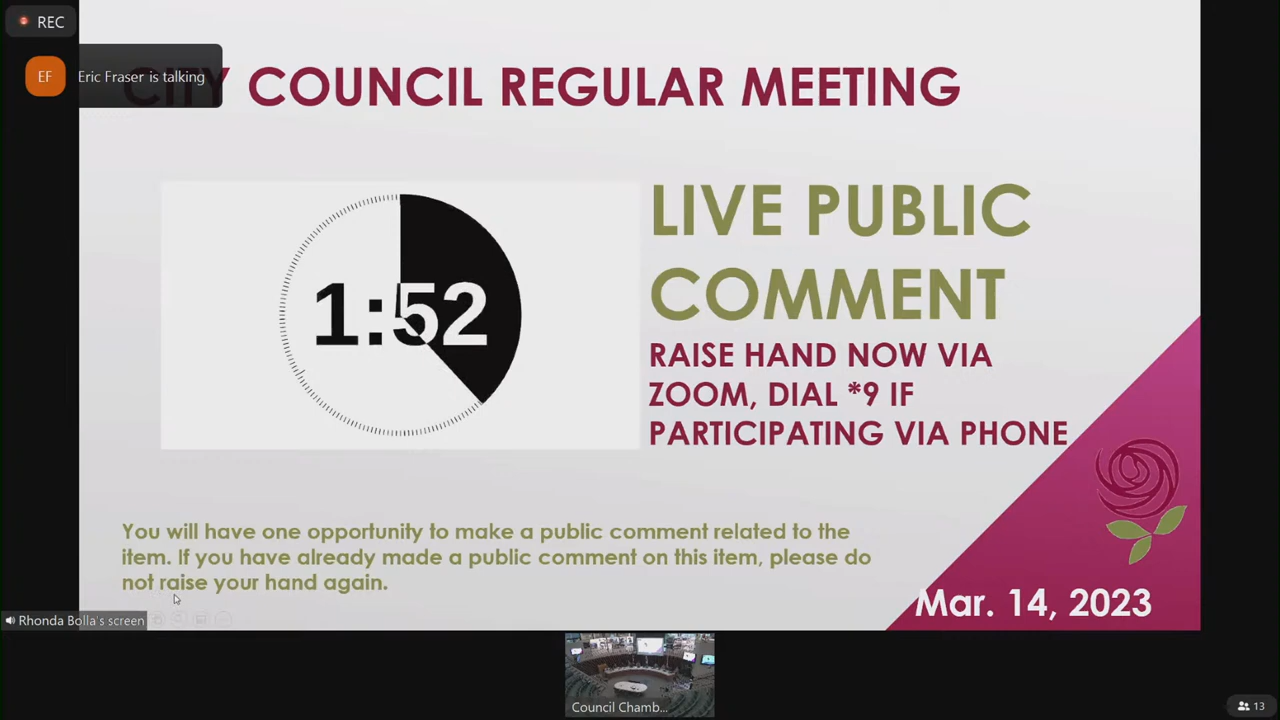 REC
EF
Eric Fraser is talking
CITY COUNCIL REGULAR MEETING
1:52
LIVE PUBLIC
COMMENT
RAISE HAND NOW VIA
ZOOM, DIAL *9 IF
PARTICIPATING VIA PHONE
You will have one opportunity to make a public comment related to the
item. If you have already made a public comment on this item, please do
not raise your hand again.
Mar. 14, 2023
Rhonda Bolla's screen
Council Chamb...
13